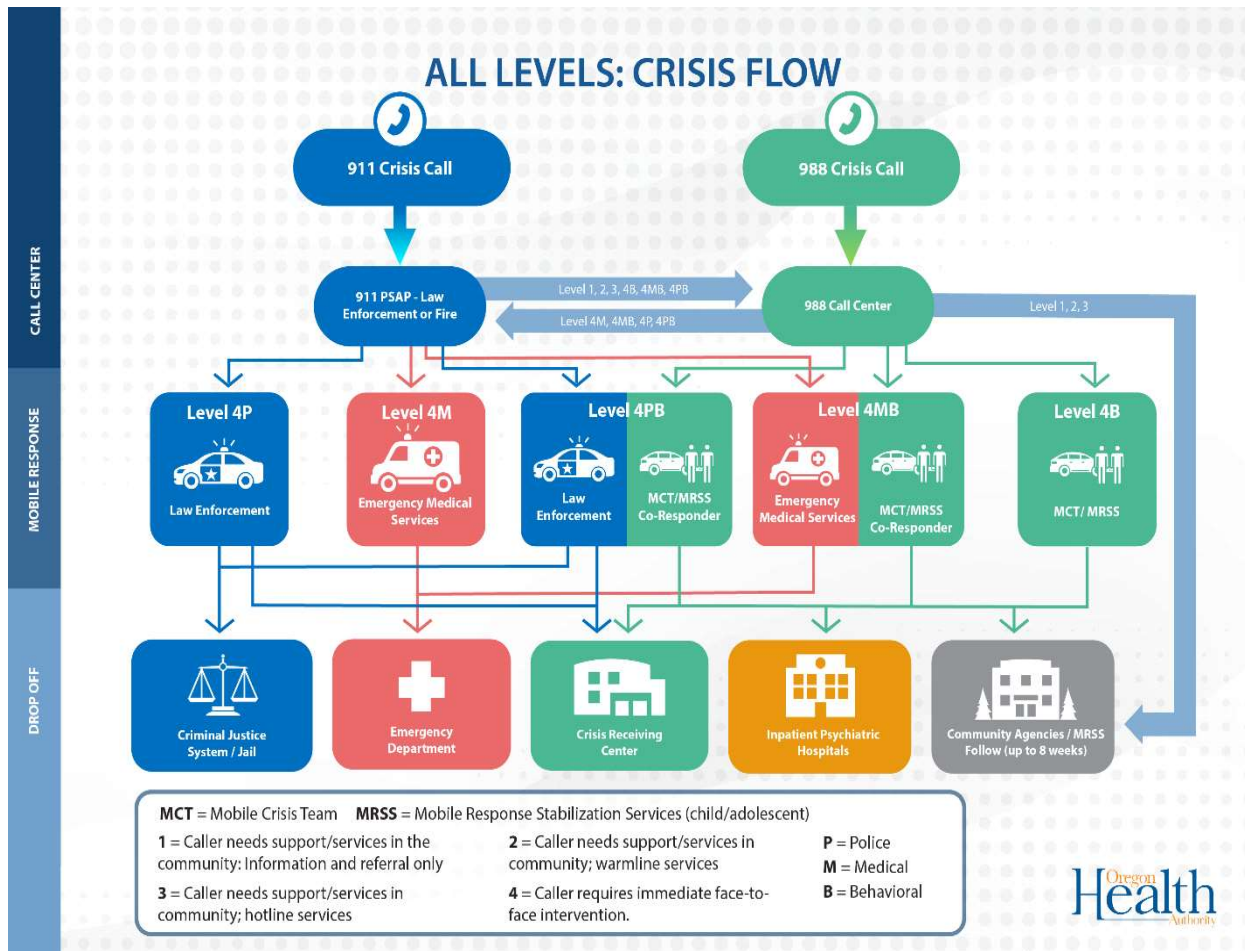 ALL LEVELS: CRISIS FLOW
911 Crisis Call
988 Crisis Call
CALL CENTER
911 PSAP - Law
Enforcement or Fire
Level 1, 2, 3, 4B, 4MB, 4PB
Level 4M, 4MB, 4P, 4PB
988 Call Center
Level 1, 2, 3
MOBILE RESPONSE
Level 4P
Law Enforcement
Level 4M
Emergency Medical
Services
Level 4PB
Law
Enforcement
MCT/MRSS
Co-Responder
Level 4MB
Emergency
Medical Services
MCT/MRSS
Co-Responder
Level 4B
MCT/ MRSS
DROP OFF
Criminal Justice
System / Jail
Emergency
Department
Crisis Receiving
Center
Inpatient Psychiatric
Hospitals
Community Agencies / MRSS
Follow (up to 8 weeks)
MCT = Mobile Crisis Team MRSS = Mobile Response Stabilization Services (child/adolescent)
1 = Caller needs support/services in the
community: Information and referral only
2 = Caller needs support/services in
community; warmline services
3 = Caller needs support/services in
community; hotline services
4 = Caller requires immediate face-to-
face intervention.
P = Police
M = Medical
B = Behavioral
Oregon
Health
Authority